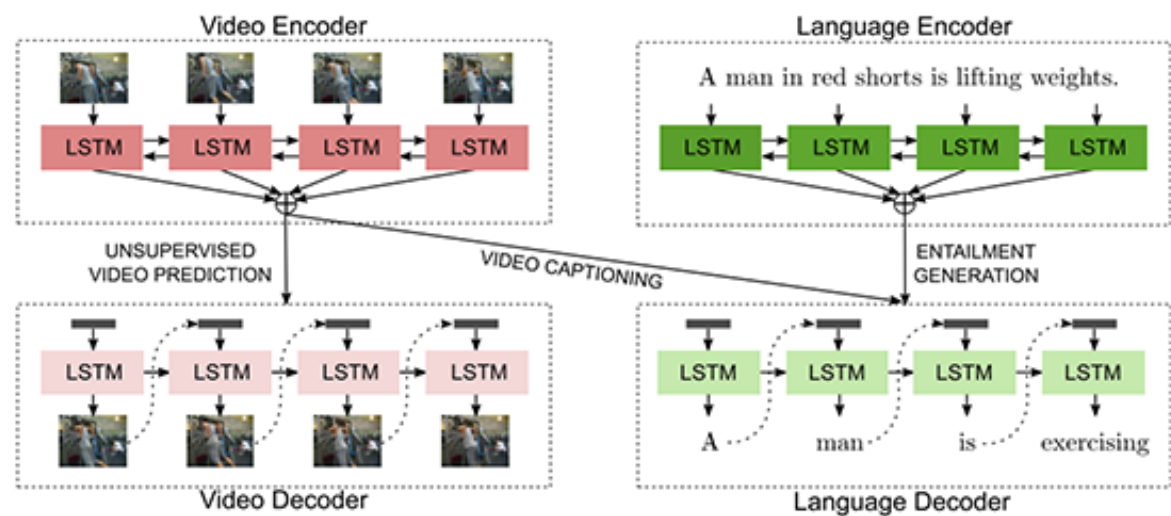 Video Encoder
LSTM LSTM LSTM LSTM
Language Encoder
A man in red shorts is lifting weights.
LSTM LSTM LSTM LSTM
UNSUPERVISED
VIDEO PREDICTION
VIDEO CAPTIONING
ENTAILMENT
GENERATION
LSTM LSTM LSTM LSTM
Video Decoder
LSTM LSTM LSTM LSTM
A man is exercising
Language Decoder